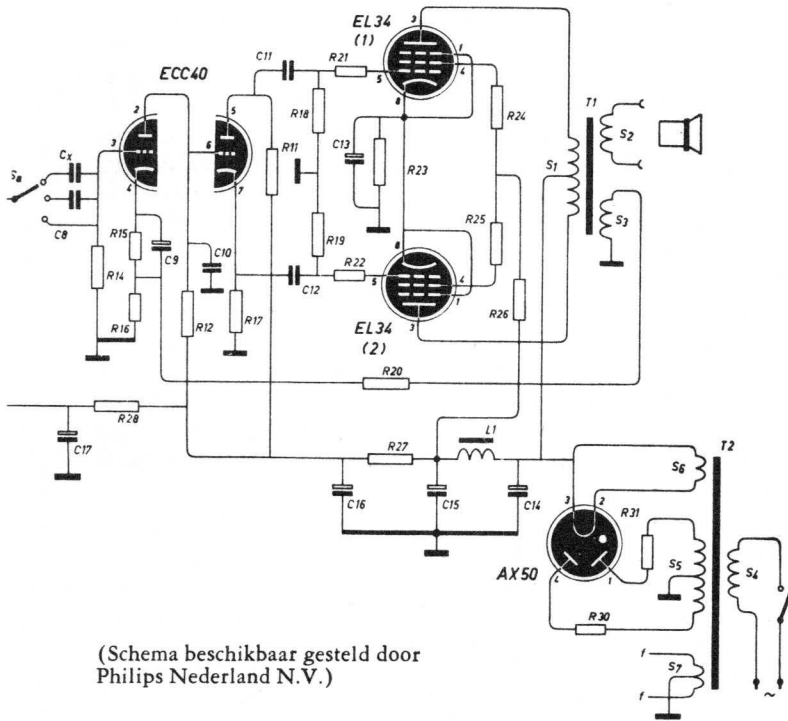 EL34
(1)
3
1
4
5
8
C11
R21
ECC40
2
5
3
6
4
7
Cx
Sa
C8
R14
R15
R16
C9
C10
R12
R17
R11
R18
R19
C12
R22
C13
R23
R24
R25
R26
8
5
4
1
3
EL34
(2)
S1
T1
S2
S3
R20
R28
C17
R27
L1
C16
C15
C14
3
2
4
1
AX50
R31
R30
S6
S5
S7
T2
S4
f
f
~
(Schema beschikbaar gesteld door
Philips Nederland N.V.)